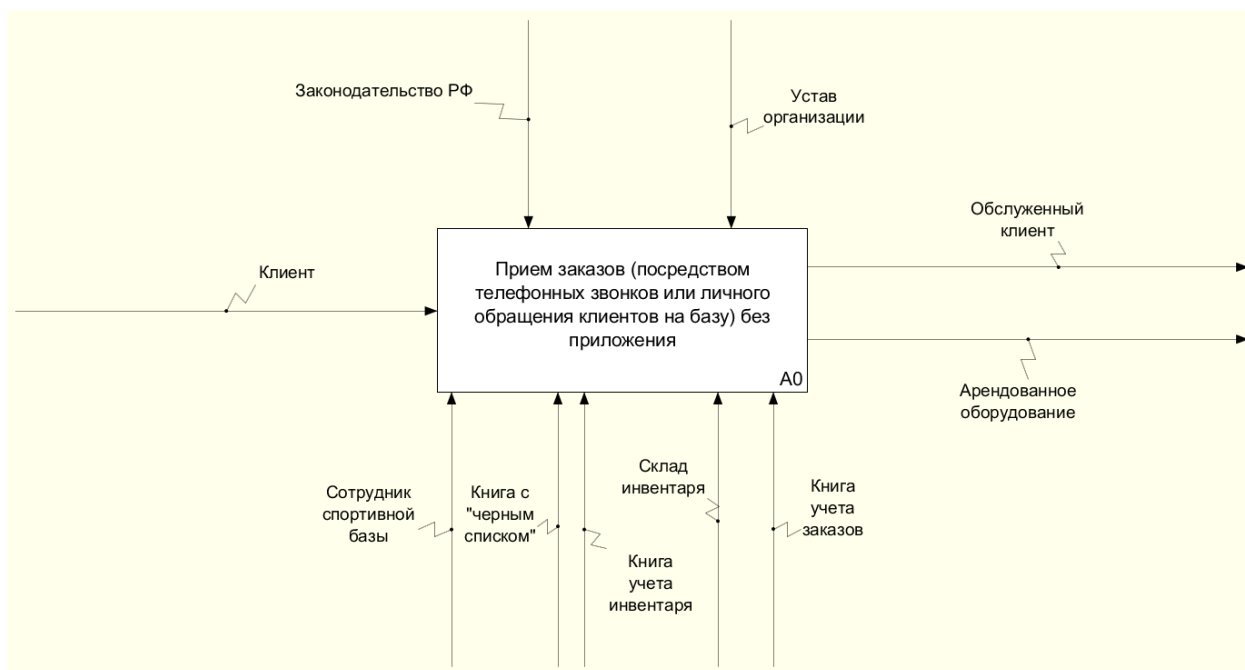 Законодательство РФ
Устав
организации
Обслуженный
клиент
Клиент
Прием заказов (посредством
телефонных звонков или личного
обращения клиентов на базу) без
приложения
A0
Арендованное
оборудование
Сотрудник
спортивной
базы
Книга с
"черным
списком"
Книга
учета
инвентаря
Склад
инвентаря
Книга
учета
заказов